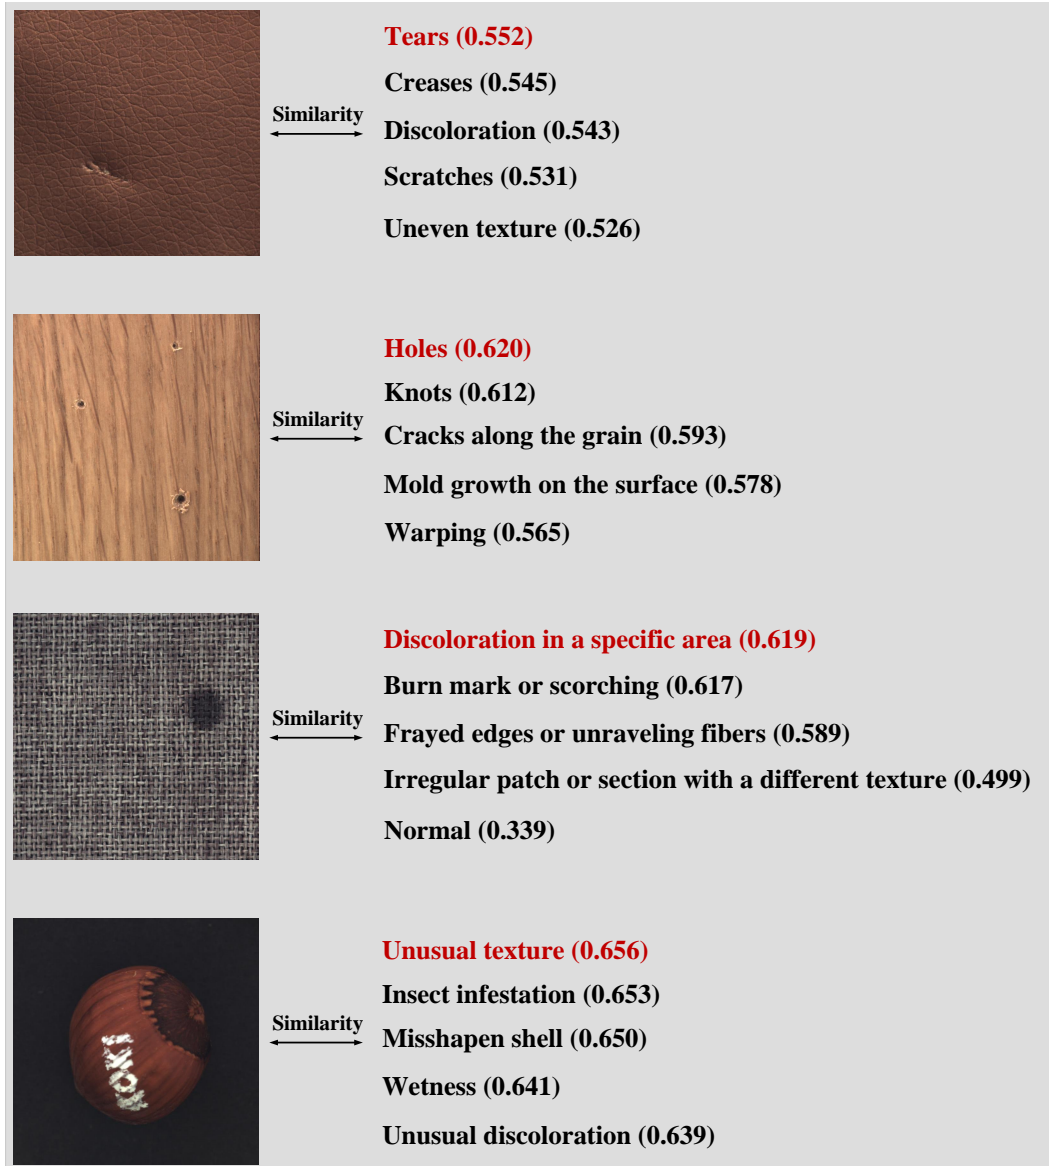 Tears (0.552)
Creases (0.545)
Similarity
Discoloration (0.543)
Scratches (0.531)
Uneven texture (0.526)
Holes (0.620)
Knots (0.612)
Similarity
Cracks along the grain (0.593)
Mold growth on the surface (0.578)
Warping (0.565)
Discoloration in a specific area (0.619)
Burn mark or scorching (0.617)
Similarity
Frayed edges or unraveling fibers (0.589)
Irregular patch or section with a different texture (0.499)
Normal (0.339)
Unusual texture (0.656)
Insect infestation (0.653)
Similarity
Misshapen shell (0.650)
Wetness (0.641)
Unusual discoloration (0.639)